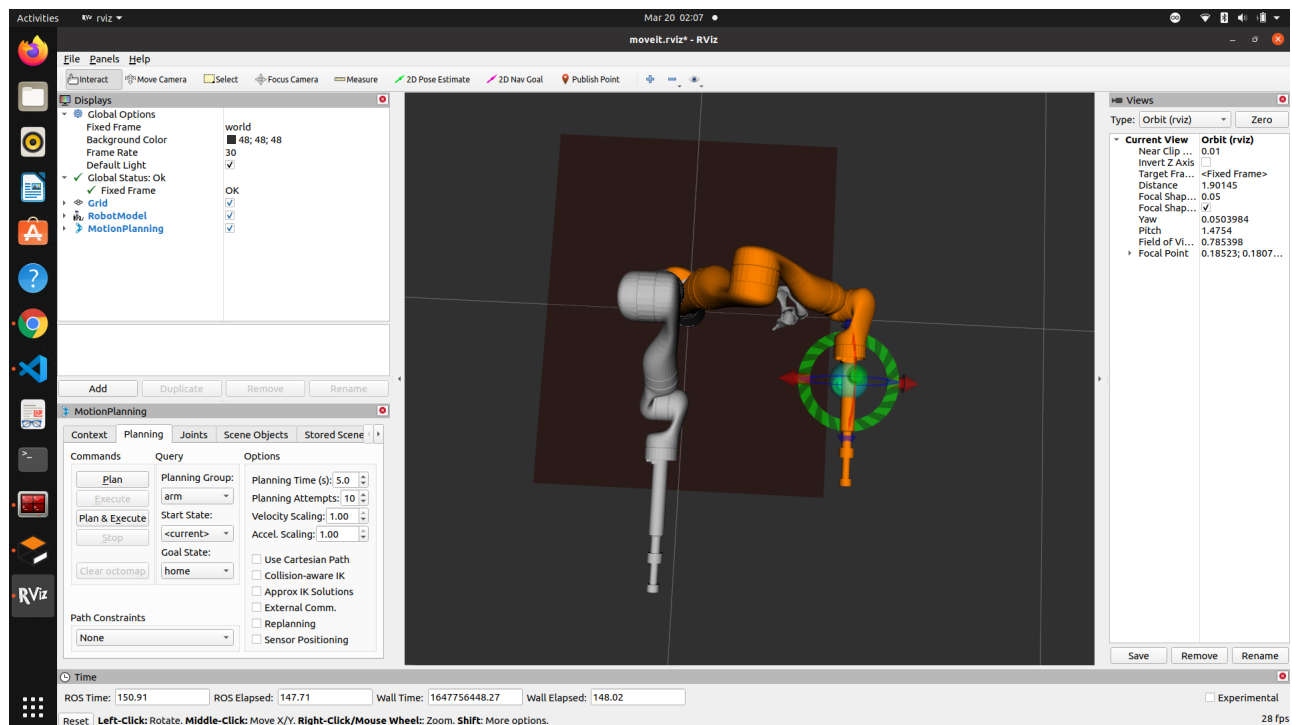 Activities RViz rviz Mar 20 02:07
moveit.rviz* - RViz
File Panels Help
Interact Move Camera Select Focus Camera Measure 2D Pose Estimate 2D Nav Goal Publish Point
Displays
Global Options
Fixed Frame world
Background Color 48; 48; 48
Frame Rate 30
Default Light
Global Status: Ok
Fixed Frame OK
Grid
RobotModel
MotionPlanning
Add Duplicate Remove Rename
MotionPlanning
Context Planning Joints Scene Objects Stored Scene
Commands Query Options
Plan Planning Group: Planning Time (s): 5.0
Execute arm Planning Attempts: 10
Plan & Execute Start State: Velocity Scaling: 1.00
Stop <current> Accel. Scaling: 1.00
Goal State: Use Cartesian Path
Clear octomap home Collision-aware IK
Approx IK Solutions
External Comm.
Path Constraints Replanning
None Sensor Positioning
Views
Type: Orbit (rviz) Zero
Current View Orbit (rviz)
Near Clip ... 0.01
Invert Z Axis
Target Fra... <Fixed Frame>
Distance 1.90145
Focal Shap... 0.05
Focal Shap...
Yaw 0.0503984
Pitch 1.4754
Field of Vi... 0.785398
Focal Point 0.18523; 0.1807...
Save Remove Rename
RViz
Time
ROS Time: 150.91 ROS Elapsed: 147.71 Wall Time: 1647756448.27 Wall Elapsed: 148.02 Experimental
Reset Left-Click: Rotate. Middle-Click: Move X/Y. Right-Click/Mouse Wheel:: Zoom. Shift: More options. 28 fps